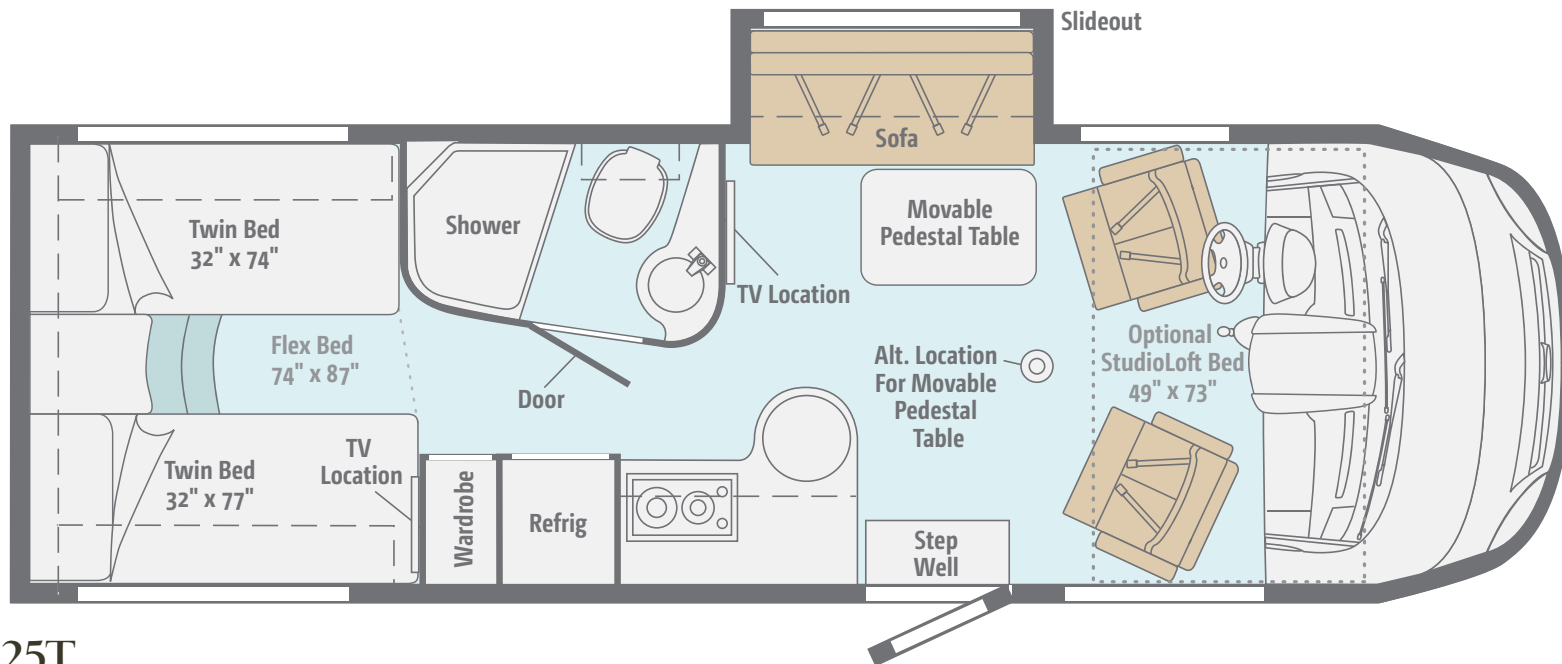 Slideout
Sofa
Twin Bed
32" x 74"
Shower
Movable
Pedestal Table
TV Location
Flex Bed
74" x 87"
Door
Alt. Location
For Movable
Pedestal
Table
Optional
StudioLoft Bed
49" x 73"
Twin Bed
32" x 77"
TV
Location
Wardrobe
Refrig
Step
Well
25T